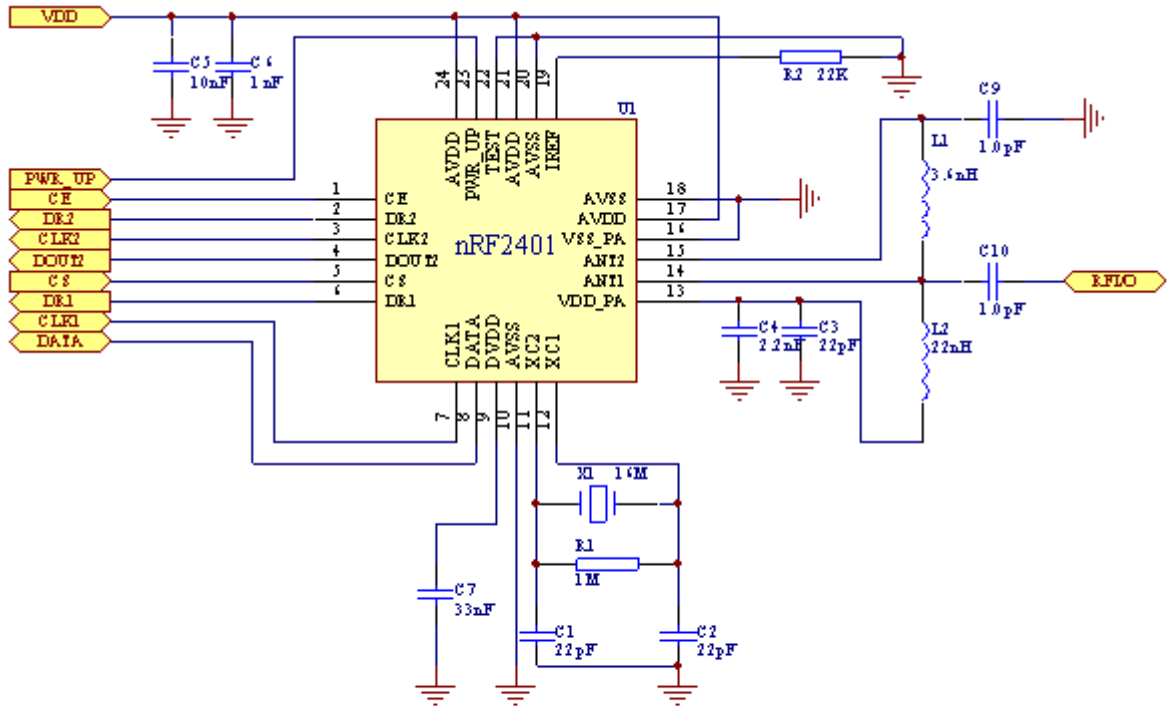 VDD
C5
10nF
C6
1nF
24
23
22
21
20
19
R2 22K
U1
AVDD
PWR_UP
TEST
AVDD
AVSS
IREF
C9
1.0pF
L1
3.6nH
PWR_UP
CE
DR2
CLK2
DOUT2
CS
DR1
CLK1
DATA
1
2
3
4
5
6
CE
DR2
CLK2
DOUT2
CS
DR1
nRF2401
AVSS
AVDD
VSS_PA
ANT2
ANT1
VDD_PA
18
17
16
15
14
13
C10
1.0pF
RFI/O
C4
2.2nF
C3
22pF
L2
22nH
CLK1
DATA
DVDD
AVSS
XC2
XC1
7
8
9
10
11
12
X1 16M
R1
1M
C7
33nF
C1
22pF
C2
22pF